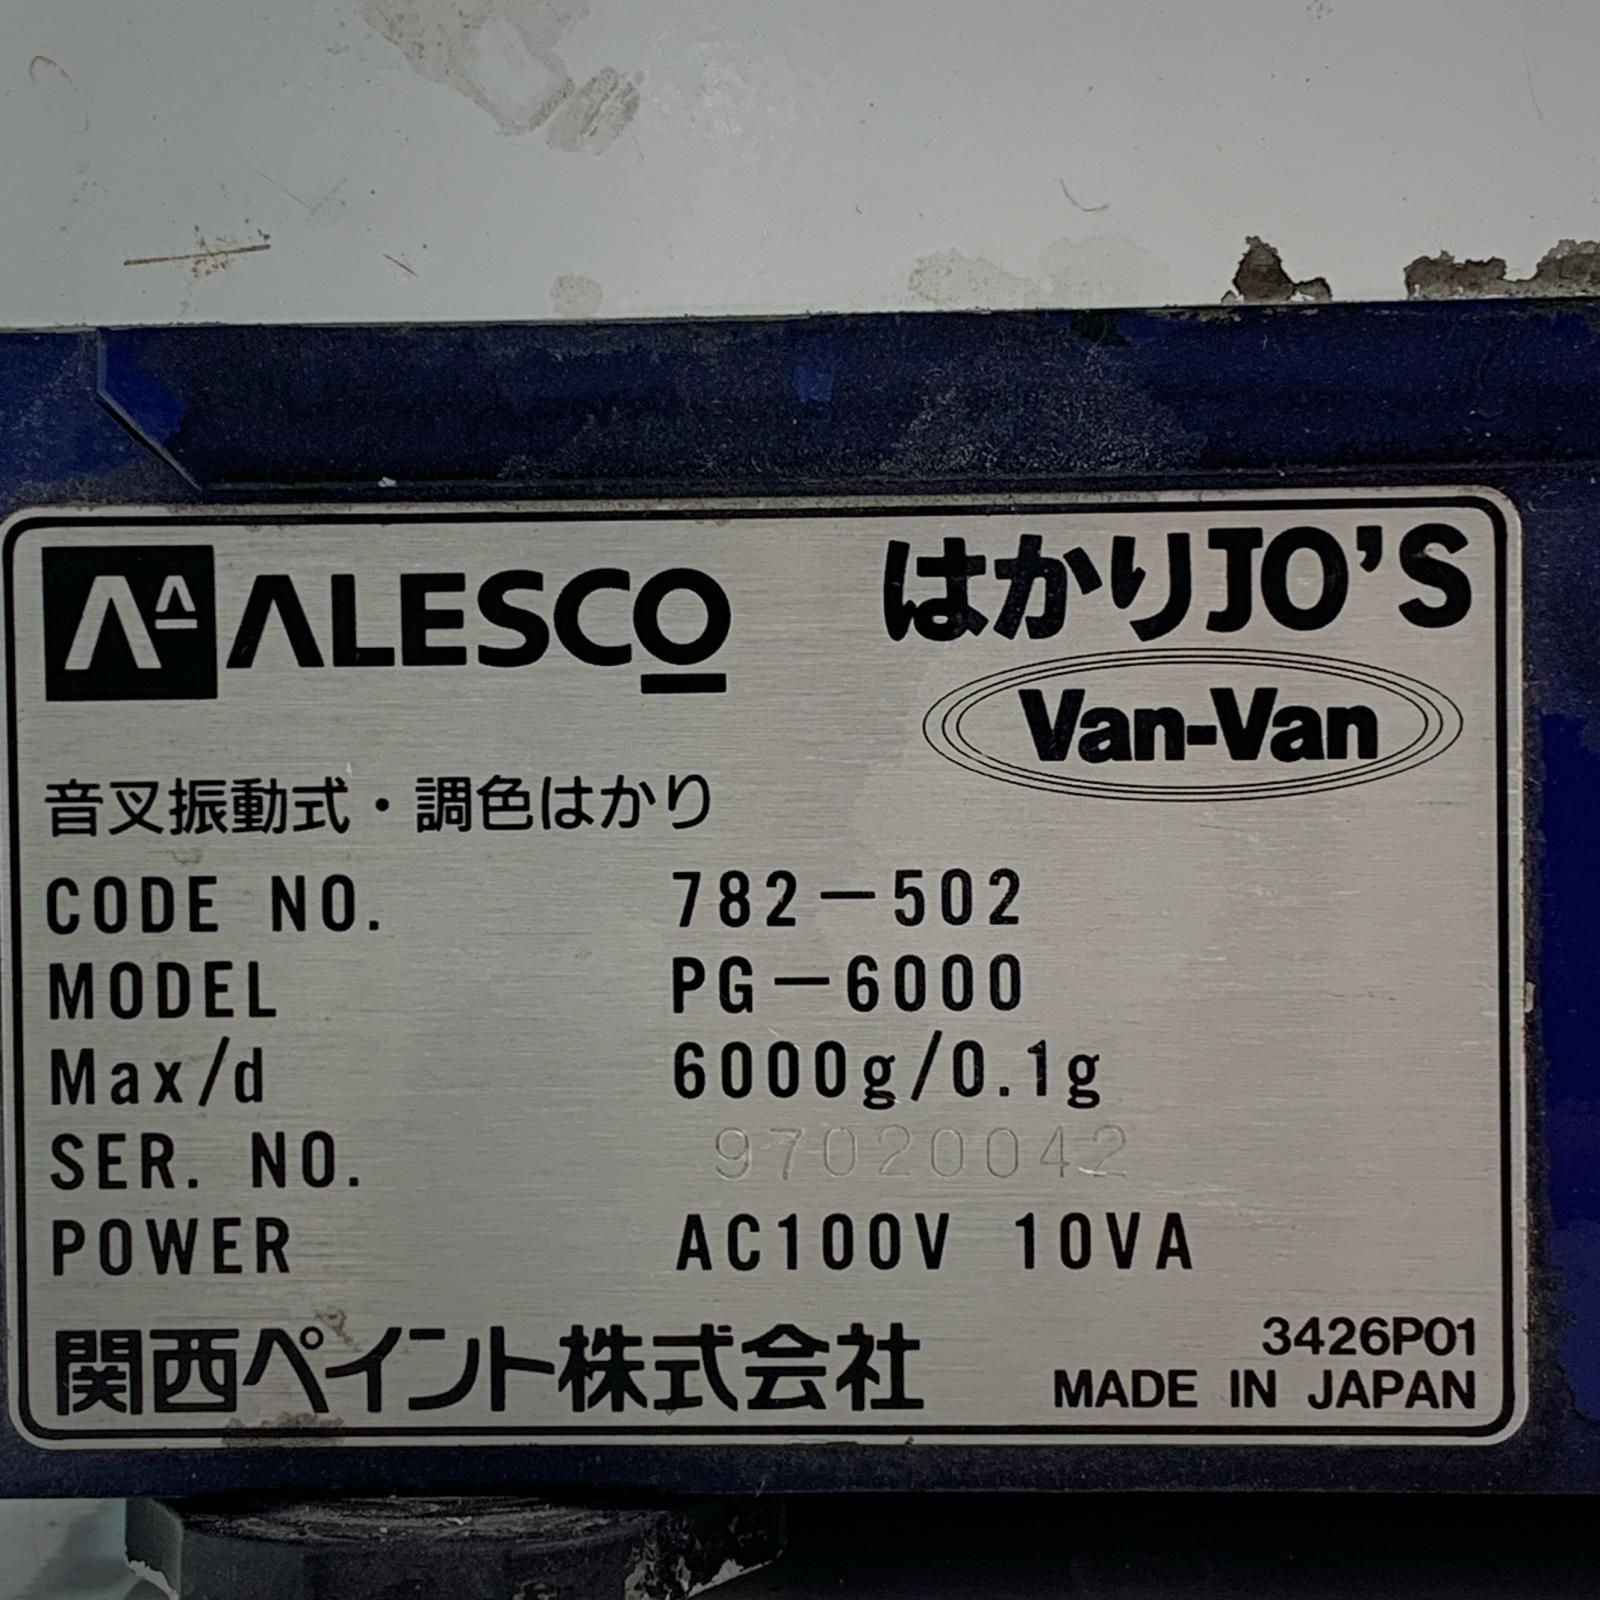 ALESCO
はかりJO'S
Van-Van
音叉振動式・調色はかり
CODE NO. 782-502
MODEL PG-6000
Max/d 6000g/0.1g
SER. NO. 97020042
POWER AC100V 10VA
関西ペイント株式会社
3426P01
MADE IN JAPAN